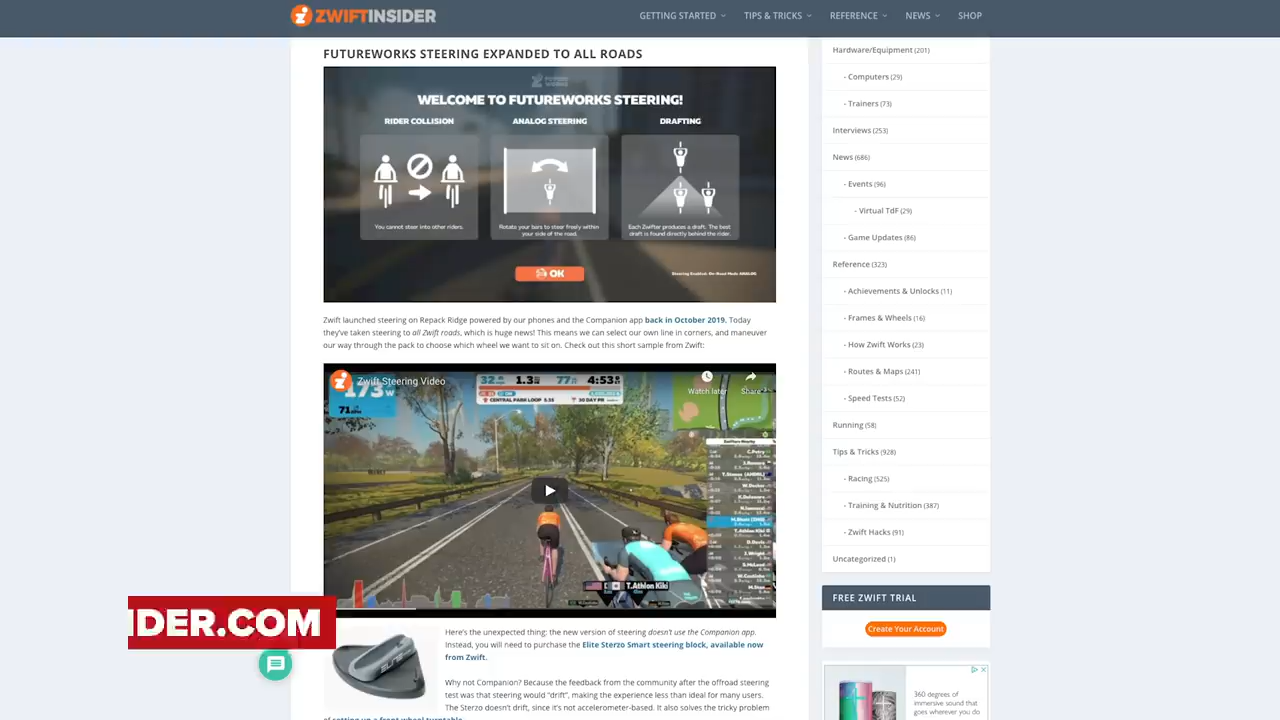 ZWIFTINSIDER
GETTING STARTED
TIPS & TRICKS
REFERENCE
NEWS
SHOP
FUTUREWORKS STEERING EXPANDED TO ALL ROADS
WELCOME TO FUTUREWORKS STEERING!
RIDER COLLISION
ANALOG STEERING
DRAFTING
You cannot steer into other riders.
Rotate your bars to steer freely within
your side of the road.
Each Zwifter produces a draft. The best
draft is found directly behind the rider.
OK
Zwift launched steering on Repack Ridge powered by our phones and the Companion app back in October 2019. Today
they've taken steering to all Zwift roads, which is huge news! This means we can select our own line in corners, and maneuver
our way through the pack to choose which wheel we want to sit on. Check out this short sample from Zwift:
Zwift Steering Video
Watch later
Share
173w
71
32
1.3
77
4:53
CENTRAL PARK LOOP
30 DAY PR
T.Athlon Kiki
IDER.COM
Here's the unexpected thing: the new version of steering doesn't use the Companion app.
Instead, you will need to purchase the Elite Sterzo Smart steering block, available now
from Zwift.
Why not Companion? Because the feedback from the community after the offroad steering
test was that steering would "drift", making the experience less than ideal for many users.
The Sterzo doesn't drift, since it's not accelerometer-based. It also solves the tricky problem
of setting up a front wheel turntable.
Hardware/Equipment (201)
- Computers (29)
- Trainers (73)
Interviews (253)
News (686)
- Events (96)
- Virtual TdF (29)
- Game Updates (86)
Reference (323)
- Achievements & Unlocks (11)
- Frames & Wheels (16)
- How Zwift Works (23)
- Routes & Maps (241)
- Speed Tests (52)
Running (58)
Tips & Tricks (928)
- Racing (525)
- Training & Nutrition (387)
- Zwift Hacks (91)
Uncategorized (1)
FREE ZWIFT TRIAL
Create Your Account
360 degrees of
immersive sound that
goes wherever you do